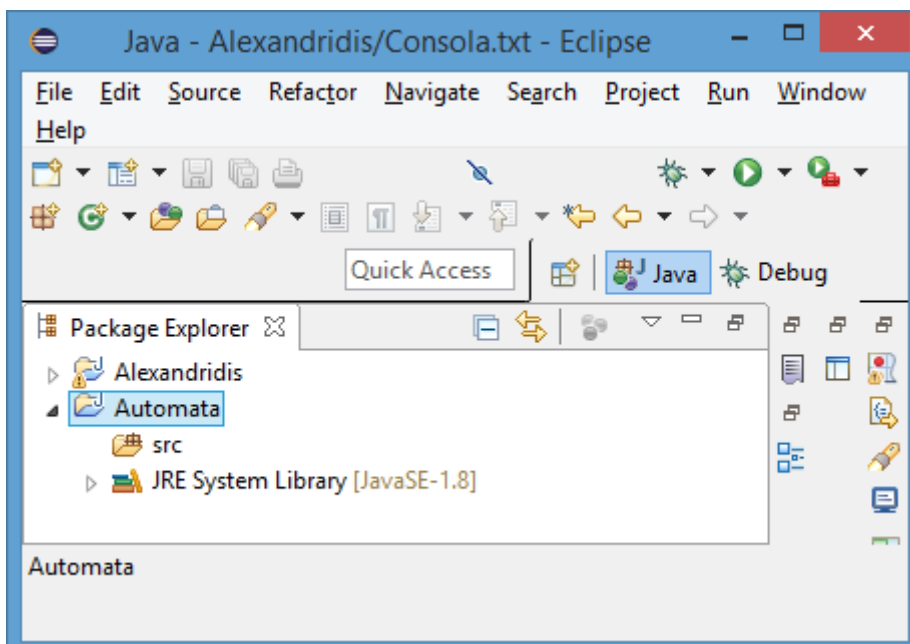 Java - Alexandridis/Consola.txt - Eclipse
File Edit Source Refactor Navigate Search Project Run Window
Help
Quick Access Java Debug
Package Explorer
Alexandridis
Automata
src
JRE System Library [JavaSE-1.8]
Automata